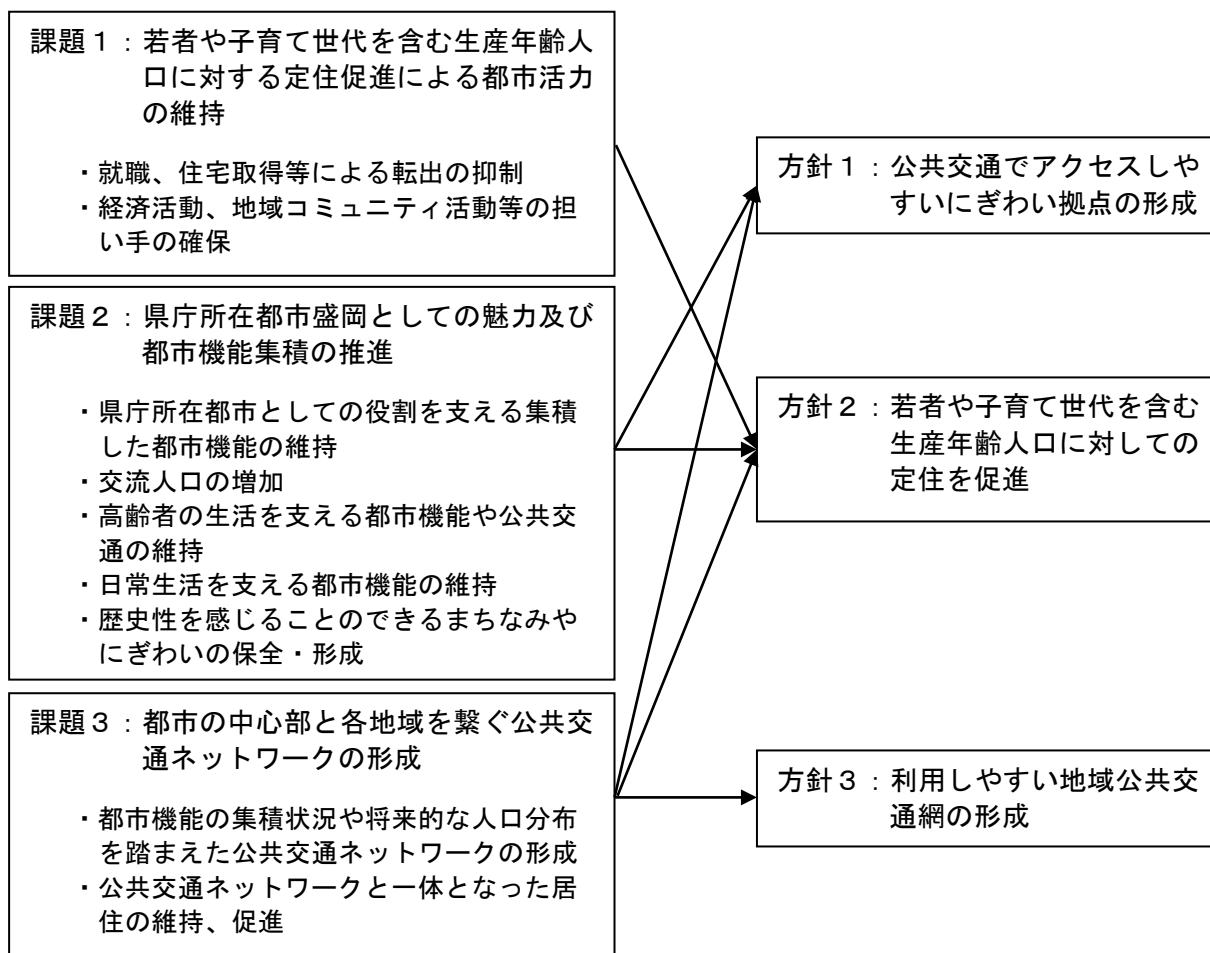 課題１：若者や子育て世代を含む生産年齢人
口に対する定住促進による都市活力
の維持
・就職、住宅取得等による転出の抑制
・経済活動、地域コミュニティ活動等の担
い手の確保
課題２：県庁所在都市盛岡としての魅力及び
都市機能集積の推進
・県庁所在都市としての役割を支える集積
した都市機能の維持
・交流人口の増加
・高齢者の生活を支える都市機能や公共交
通の維持
・日常生活を支える都市機能の維持
・歴史性を感じることのできるまちなみや
にぎわいの保全・形成
課題３：都市の中心部と各地域を繋ぐ公共交
通ネットワークの形成
・都市機能の集積状況や将来的な人口分布
を踏まえた公共交通ネットワークの形成
・公共交通ネットワークと一体となった居
住の維持、促進
方針１：公共交通でアクセスしや
すいにぎわい拠点の形成
方針２：若者や子育て世代を含む
生産年齢人口に対しての
定住を促進
方針３：利用しやすい地域公共交
通網の形成